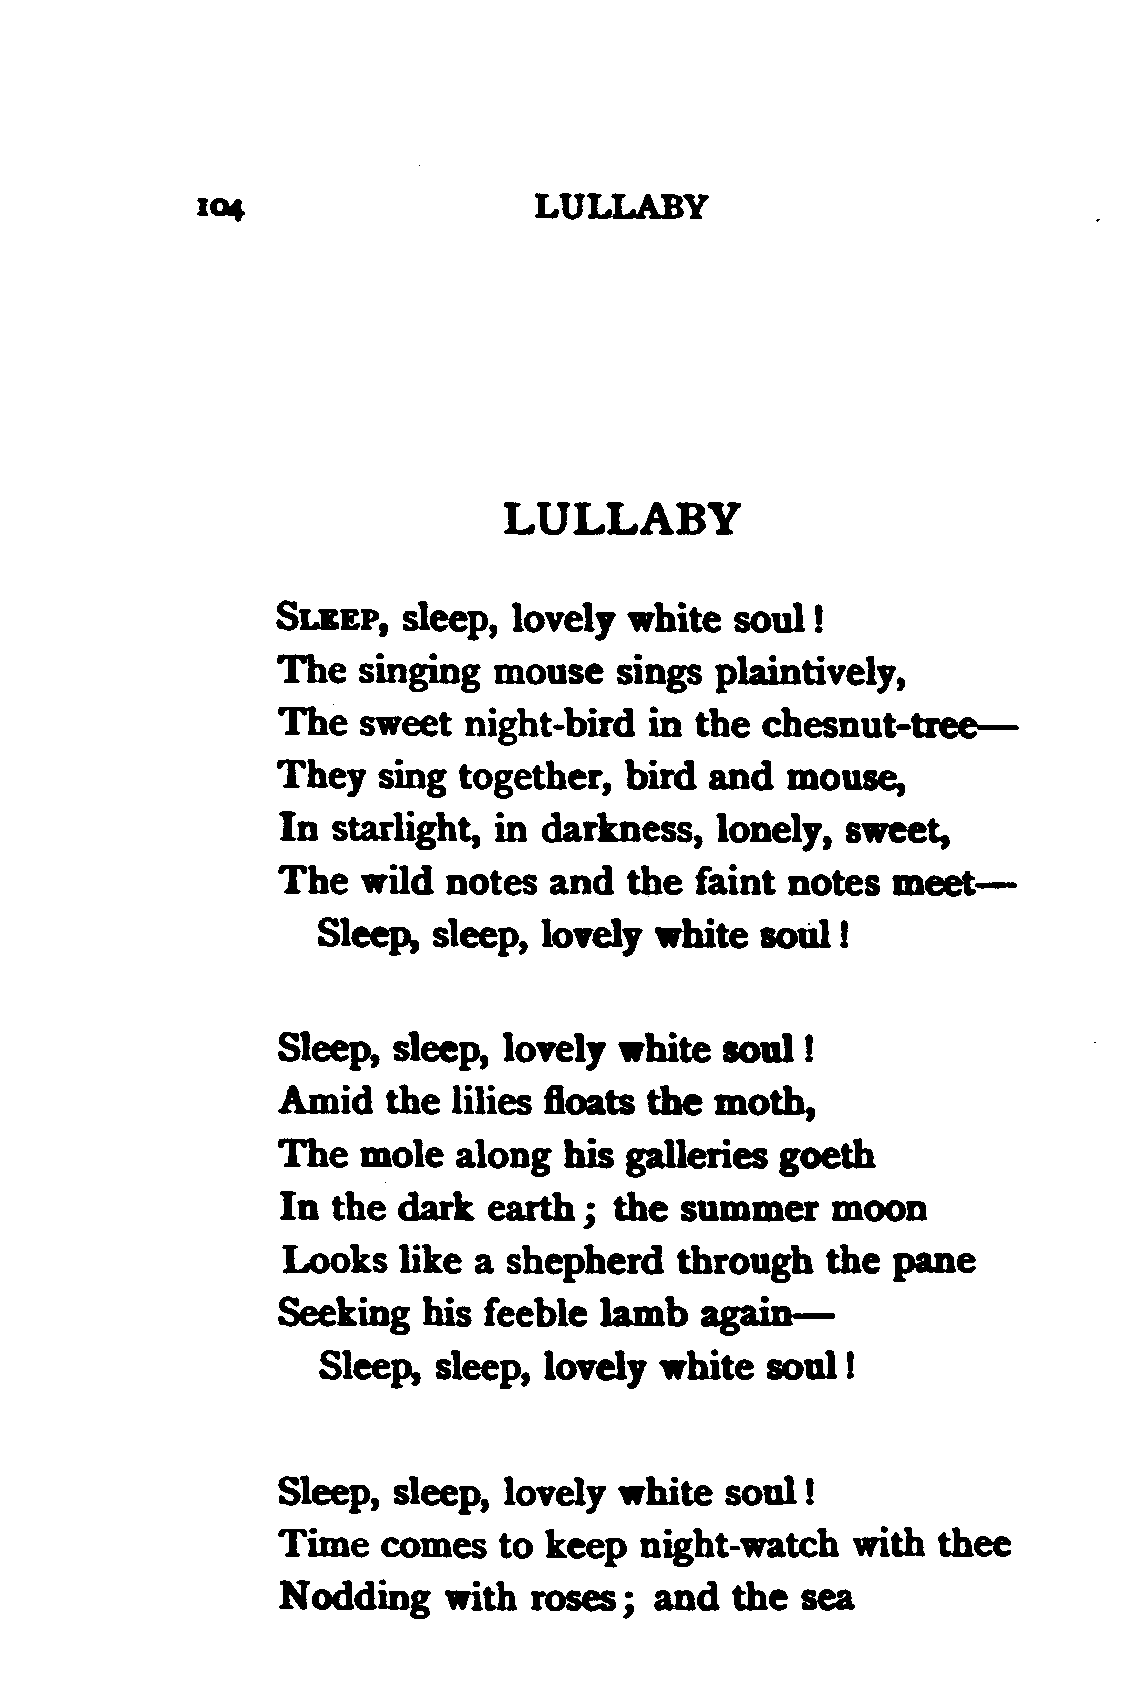 104 LULLABY
LULLABY
SLEEP, sleep, lovely white soul!
The singing mouse sings plaintively,
The sweet night-bird in the chesnut-tree—
They sing together, bird and mouse,
In starlight, in darkness, lonely, sweet,
The wild notes and the faint notes meet—
Sleep, sleep, lovely white soul!
Sleep, sleep, lovely white soul!
Amid the lilies floats the moth,
The mole along his galleries goeth
In the dark earth; the summer moon
Looks like a shepherd through the pane
Seeking his feeble lamb again—
Sleep, sleep, lovely white soul!
Sleep, sleep, lovely white soul!
Time comes to keep night-watch with thee
Nodding with roses; and the sea